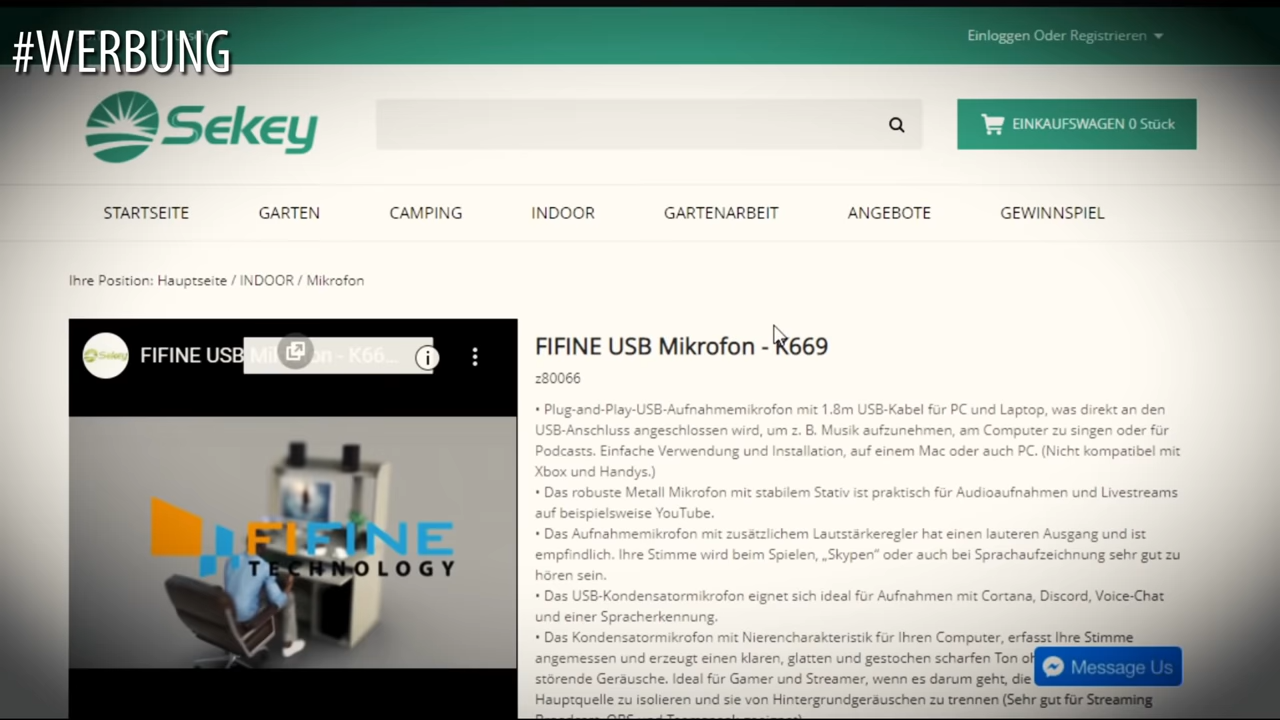 #WERBUNG
Einloggen Oder Registrieren
Sekey
EINKAUFSWAGEN 0 Stück
STARTSEITE GARTEN CAMPING INDOOR GARTENARBEIT ANGEBOTE GEWINNSPIEL
Ihre Position: Hauptseite / INDOOR / Mikrofon
Sekey
FIFINE USB Mikrofon - K66...
FIFINE
TECHNOLOGY
FIFINE USB Mikrofon - K669
z80066
• Plug-and-Play-USB-Aufnahmemikrofon mit 1.8m USB-Kabel für PC und Laptop, was direkt an den
USB-Anschluss angeschlossen wird, um z. B. Musik aufzunehmen, am Computer zu singen oder für
Podcasts. Einfache Verwendung und Installation, auf einem Mac oder auch PC. (Nicht kompatibel mit
Xbox und Handys.)
• Das robuste Metall Mikrofon mit stabilem Stativ ist praktisch für Audioaufnahmen und Livestreams
auf beispielsweise YouTube.
• Das Aufnahmemikrofon mit zusätzlichem Lautstärkeregler hat einen lauteren Ausgang und ist
empfindlich. Ihre Stimme wird beim Spielen, „Skypen“ oder auch bei Sprachaufzeichnung sehr gut zu
hören sein.
• Das USB-Kondensatormikrofon eignet sich ideal für Aufnahmen mit Cortana, Discord, Voice-Chat
und einer Spracherkennung.
• Das Kondensatormikrofon mit Nierencharakteristik für Ihren Computer, erfasst Ihre Stimme
angemessen und erzeugt einen klaren, glatten und gestochen scharfen Ton
störende Geräusche. Ideal für Gamer und Streamer, wenn es darum geht, die
Hauptquelle zu isolieren und sie von Hintergrundgeräuschen zu trennen (Sehr gut für Streaming
Message Us